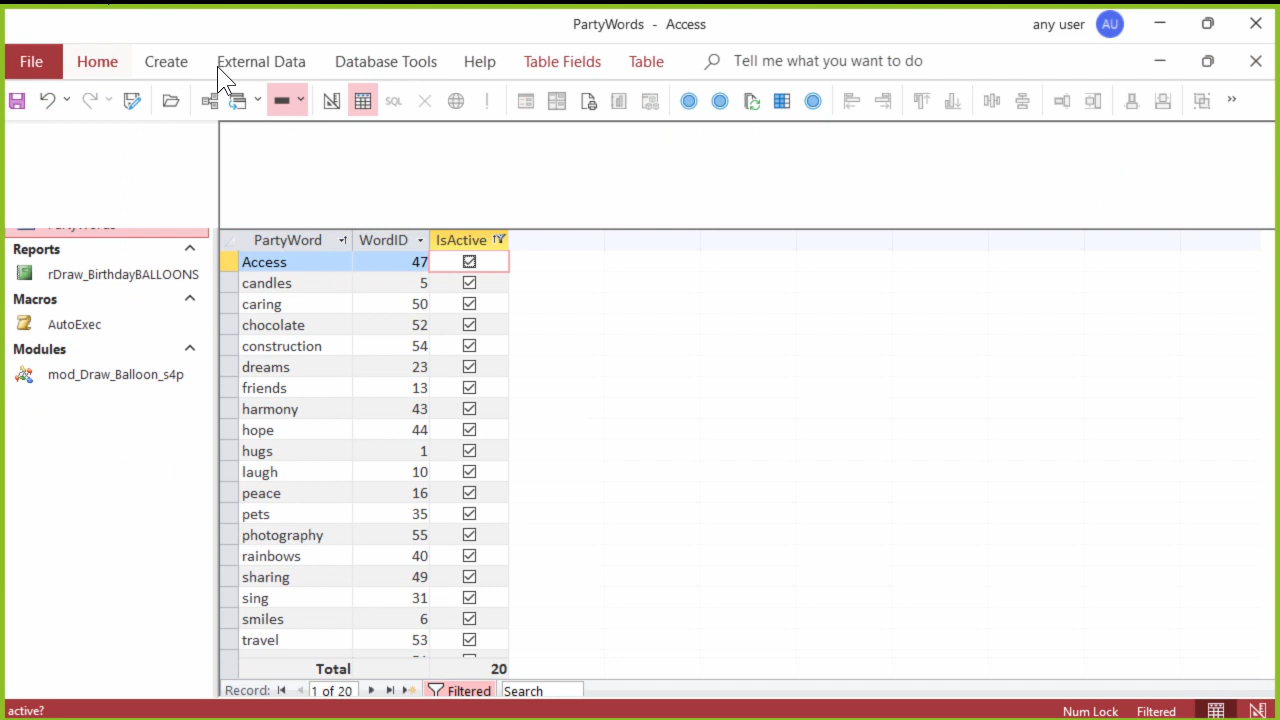 PartyWords - Access
any user AU
File Home Create External Data Database Tools Help Table Fields Table Tell me what you want to do
SQL
Reports
rDraw_BirthdayBALLOONS
Macros
AutoExec
Modules
mod_Draw_Balloon_s4p
PartyWord WordID IsActive
Access 47
candles 5
caring 50
chocolate 52
construction 54
dreams 23
friends 13
harmony 43
hope 44
hugs 1
laugh 10
peace 16
pets 35
photography 55
rainbows 40
sharing 49
sing 31
smiles 6
travel 53
Total 20
Record: 1 of 20 Filtered Search
active? Num Lock Filtered